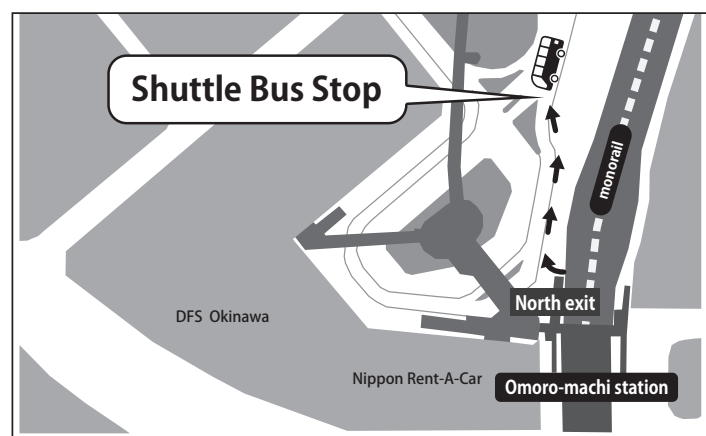 Shuttle Bus Stop
monorail
North exit
DFS Okinawa
Nippon Rent-A-Car
Omoro-machi station